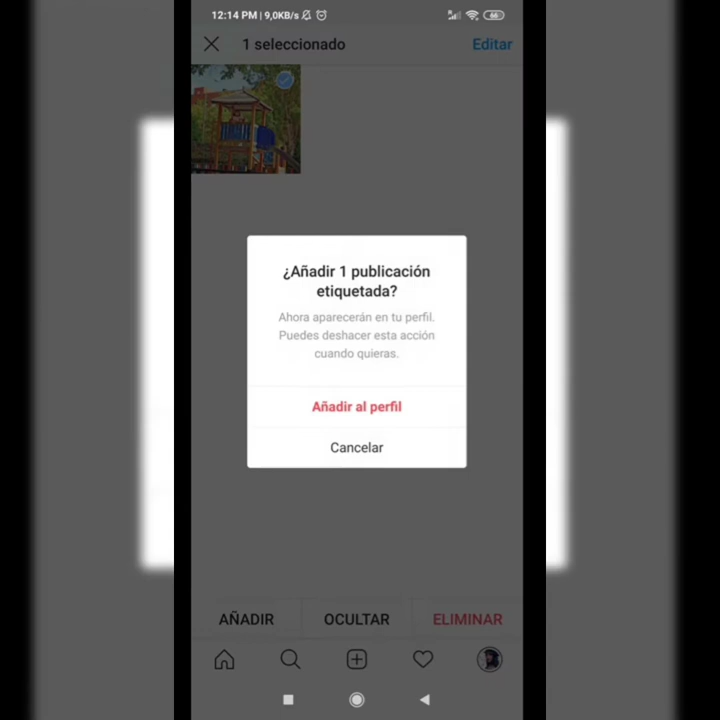 12:14 PM | 9,0KB/s
66
1 seleccionado
Editar
¿Añadir 1 publicación
etiquetada?
Ahora aparecerán en tu perfil.
Puedes deshacer esta acción
cuando quieras.
Añadir al perfil
Cancelar
AÑADIR
OCULTAR
ELIMINAR